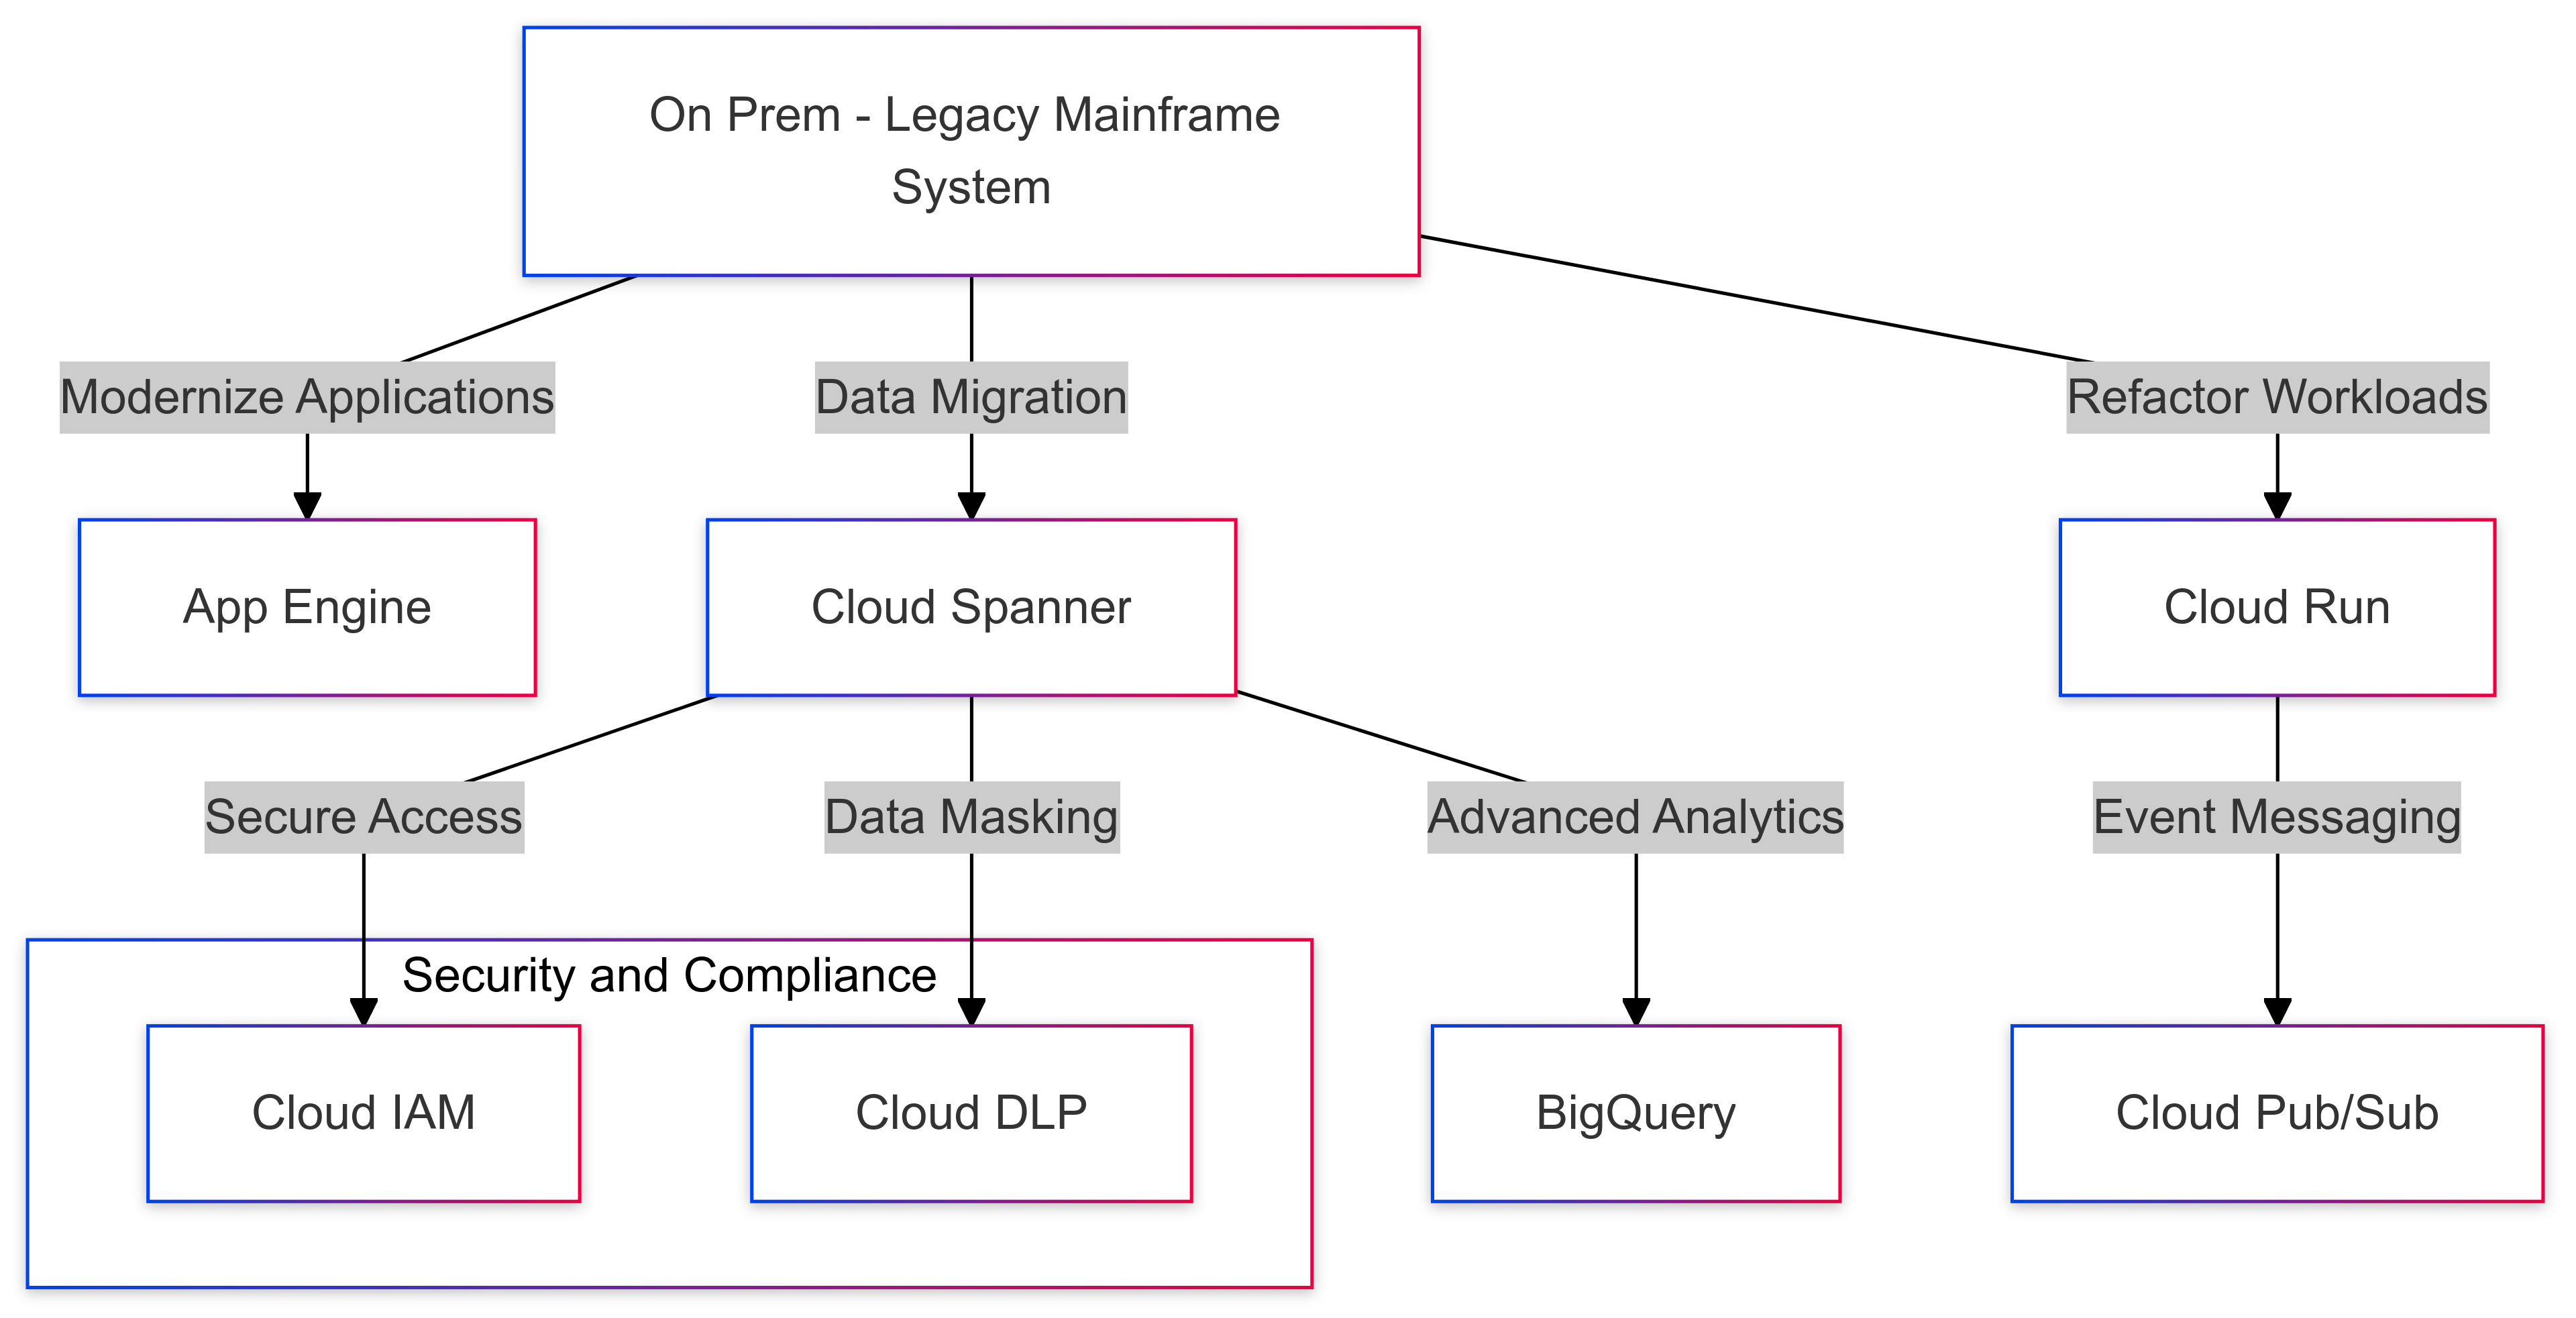 On Prem - Legacy Mainframe
System
Modernize Applications
Data Migration
Refactor Workloads
App Engine
Cloud Spanner
Cloud Run
Secure Access
Data Masking
Advanced Analytics
Event Messaging
Security and Compliance
Cloud IAM
Cloud DLP
BigQuery
Cloud Pub/Sub